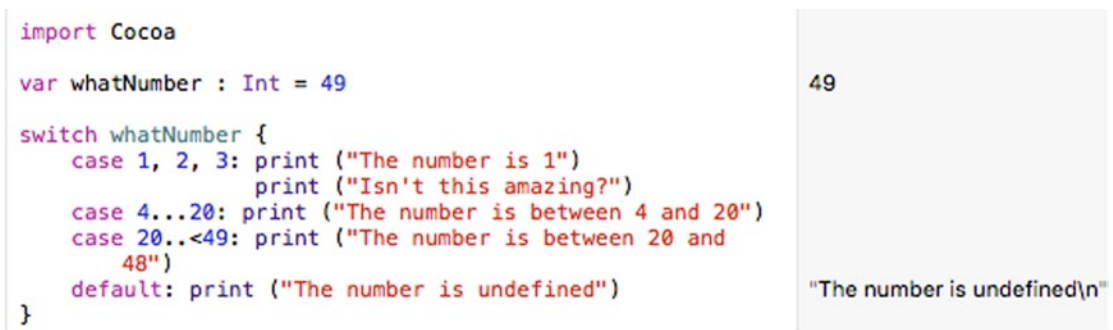 import Cocoa
var whatNumber : Int = 49
49
switch whatNumber {
case 1, 2, 3: print ("The number is 1")
print ("Isn't this amazing?")
case 4...20: print ("The number is between 4 and 20")
case 20..<49: print ("The number is between 20 and
48")
default: print ("The number is undefined")
"The number is undefined\n"
}